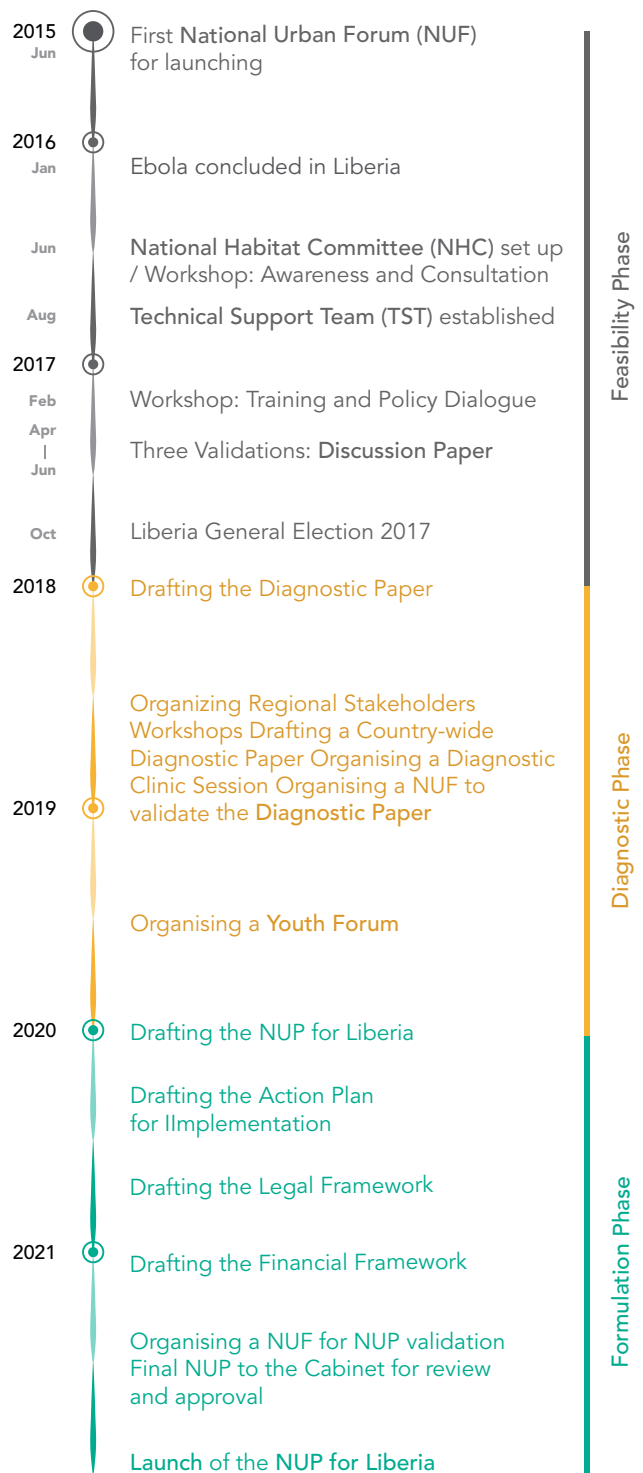 2015
Jun
First National Urban Forum (NUF)
for launching
2016
Jan
Ebola concluded in Liberia
Jun
National Habitat Committee (NHC) set up
/ Workshop: Awareness and Consultation
Aug
Technical Support Team (TST) established
2017
Feb
Workshop: Training and Policy Dialogue
Apr
|
Jun
Three Validations: Discussion Paper
Oct
Liberia General Election 2017
Feasibility Phase
2018
Drafting the Diagnostic Paper
Organizing Regional Stakeholders
Workshops Drafting a Country-wide
Diagnostic Paper Organising a Diagnostic
Clinic Session Organising a NUF to
2019
validate the Diagnostic Paper
Organising a Youth Forum
Diagnostic Phase
2020
Drafting the NUP for Liberia
Drafting the Action Plan
for IImplementation
Drafting the Legal Framework
2021
Drafting the Financial Framework
Organising a NUF for NUP validation
Final NUP to the Cabinet for review
and approval
Launch of the NUP for Liberia
Formulation Phase